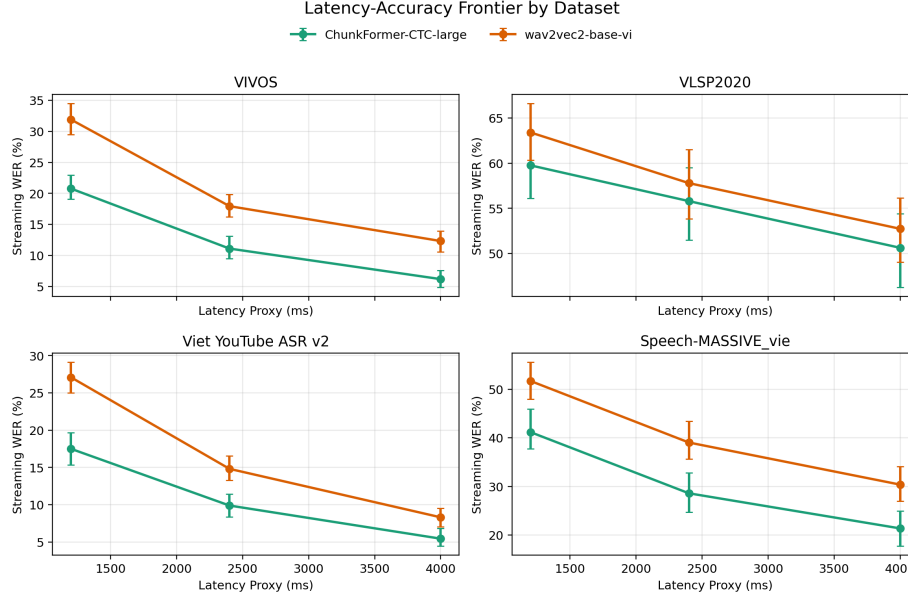 Latency-Accuracy Frontier by Dataset
ChunkFormer-CTC-large wav2vec2-base-vi
VIVOS
Streaming WER (%)
35
30
25
20
15
10
5
Latency Proxy (ms)
VLSP2020
Streaming WER (%)
65
60
55
50
Latency Proxy (ms)
Viet YouTube ASR v2
Streaming WER (%)
30
25
20
15
10
5
1500 2000 2500 3000 3500 4000
Latency Proxy (ms)
Speech-MASSIVE_vie
Streaming WER (%)
50
40
30
20
1500 2000 2500 3000 3500 400
Latency Proxy (ms)